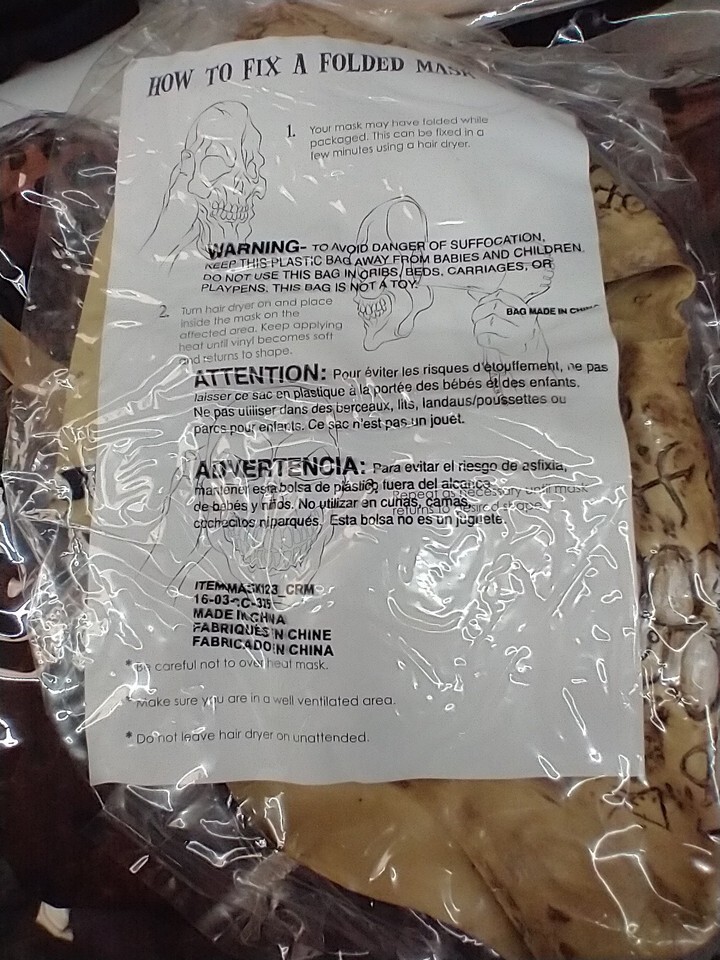 HOW TO FIX A FOLDED MASK
1. Your mask may have folded while
packaged. This can be fixed in a
few minutes using a hair dryer.
WARNING- TO AVOID DANGER OF SUFFOCATION,
KEEP THIS PLASTIC BAG AWAY FROM BABIES AND CHILDREN.
DO NOT USE THIS BAG IN CRIBS, BEDS, CARRIAGES, OR
PLAYPENS. THIS BAG IS NOT A TOY.
2. Turn hair dryer on and place
inside the mask on the
affected area. Keep applying
heat until vinyl becomes soft
and returns to shape.
BAG MADE IN CHINA
ATTENTION: Pour éviter les risques d'étouffement, ne pas
laisser ce sac en plastique à la portée des bébés et des enfants.
Ne pas utiliser dans des berceaux, lits, landaus/poussettes ou
parcs pour enfants. Ce sac n'est pas un jouet.
ADVERTENCIA: Para evitar el riesgo de asfixia,
mantener esta bolsa de plástico fuera del alcance
de bebés y niños. No utilizar en cunas, camas,
cochecitos ni parqués. Esta bolsa no es un juguete.
Repeat as necessary until mask
returns to desired shape.
MADE IN CHINA
FABRIQUÉS IN CHINE
FABRICADO IN CHINA
* Be careful not to over heat mask.
* Make sure you are in a well ventilated area.
* Do not leave hair dryer on unattended.